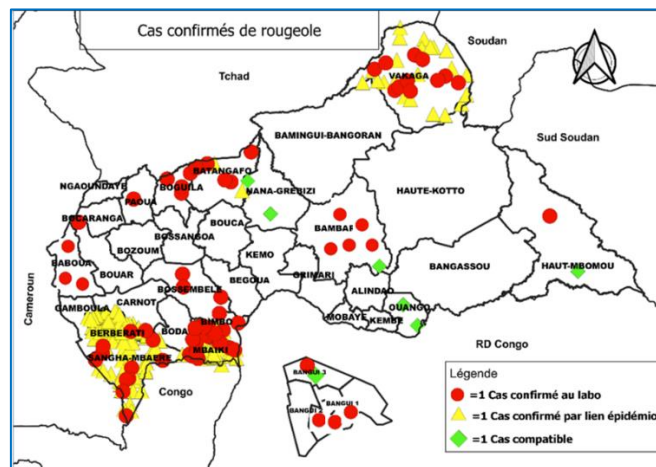 Cas confirmés de rougeole
Soudan
Tchad
VAKAGA
BAMINGUI-BANGORAN
Sud Soudan
BATANGAFO
NGAOUNDAYE
BOGUILA
NANA-GREBIZI
HAUTE-KOTTO
PAOUA
BOCARANGA
BOUCA
BAMBARI
BOSSANGOA
BOZOUM
KEMO
BABOUA
BOUAR
GRIMARI
BANGASSOU
HAUT-MBOMOU
BEGOUA
BOSSEMBELE
ALINDAO
Cameroun
GAMBOULA
CARNOT
OUANGO
MOBAYE
KEMBE
BIMBO
BERBERATI
BODA
MBAIKI
SANGHA-MBAERE
RD Congo
Congo
BANGUI 3
BANGUI 2
BANGUI 1
Légende
=1 Cas confirmé au labo
=1 Cas confirmé par lien épidémio
=1 Cas compatible